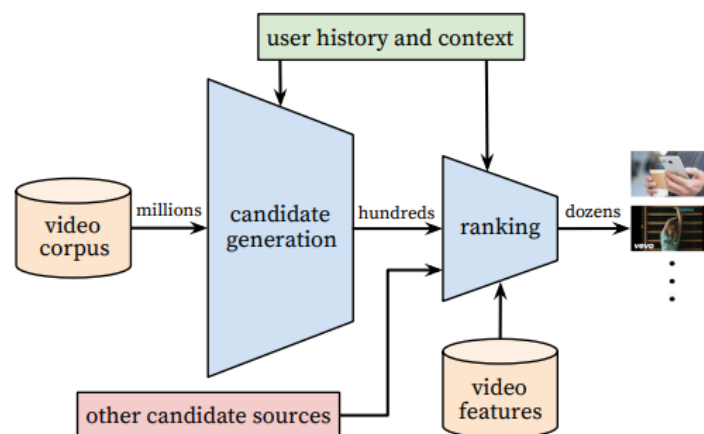 user history and context
video
corpus
millions
candidate
generation
hundreds
ranking
dozens
vevo
other candidate sources
video
features